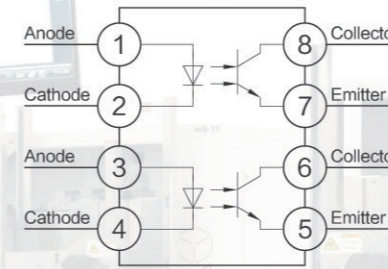 Anode 1 8 Collecto
Cathode 2 7 Emitter
Anode 3 6 Collecto
Cathode 4 5 Emitter